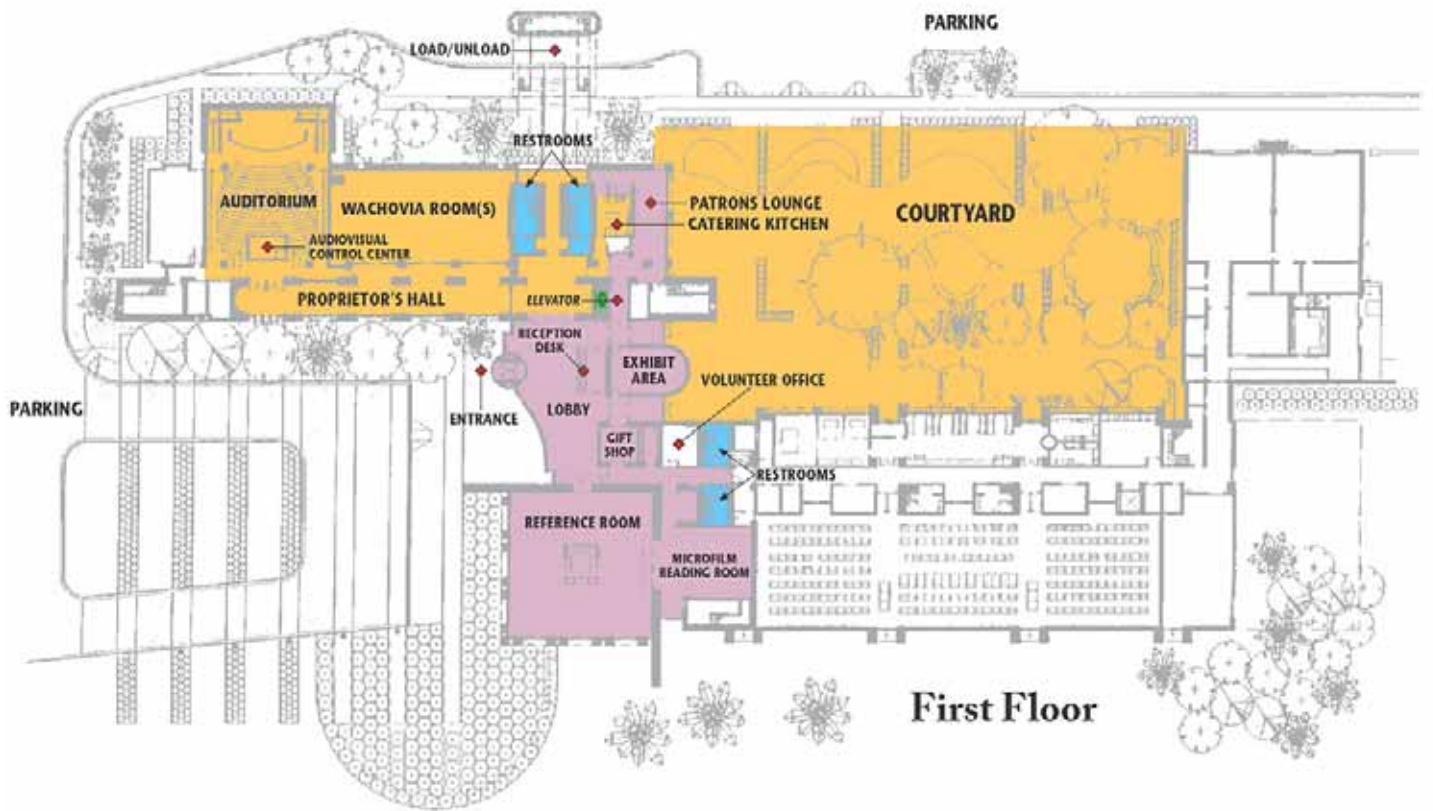 PARKING
LOAD/UNLOAD
RESTROOMS
AUDITORIUM
WACHOVIA ROOM(S)
PATRONS LOUNGE
CATERING KITCHEN
COURTYARD
AUDIOVISUAL
CONTROL CENTER
PROPRIETOR'S HALL
ELEVATOR
RECEPTION
DESK
EXHIBIT
AREA
VOLUNTEER OFFICE
PARKING
ENTRANCE
LOBBY
GIFT
SHOP
RESTROOMS
REFERENCE ROOM
MICROFILM
READING ROOM
First Floor